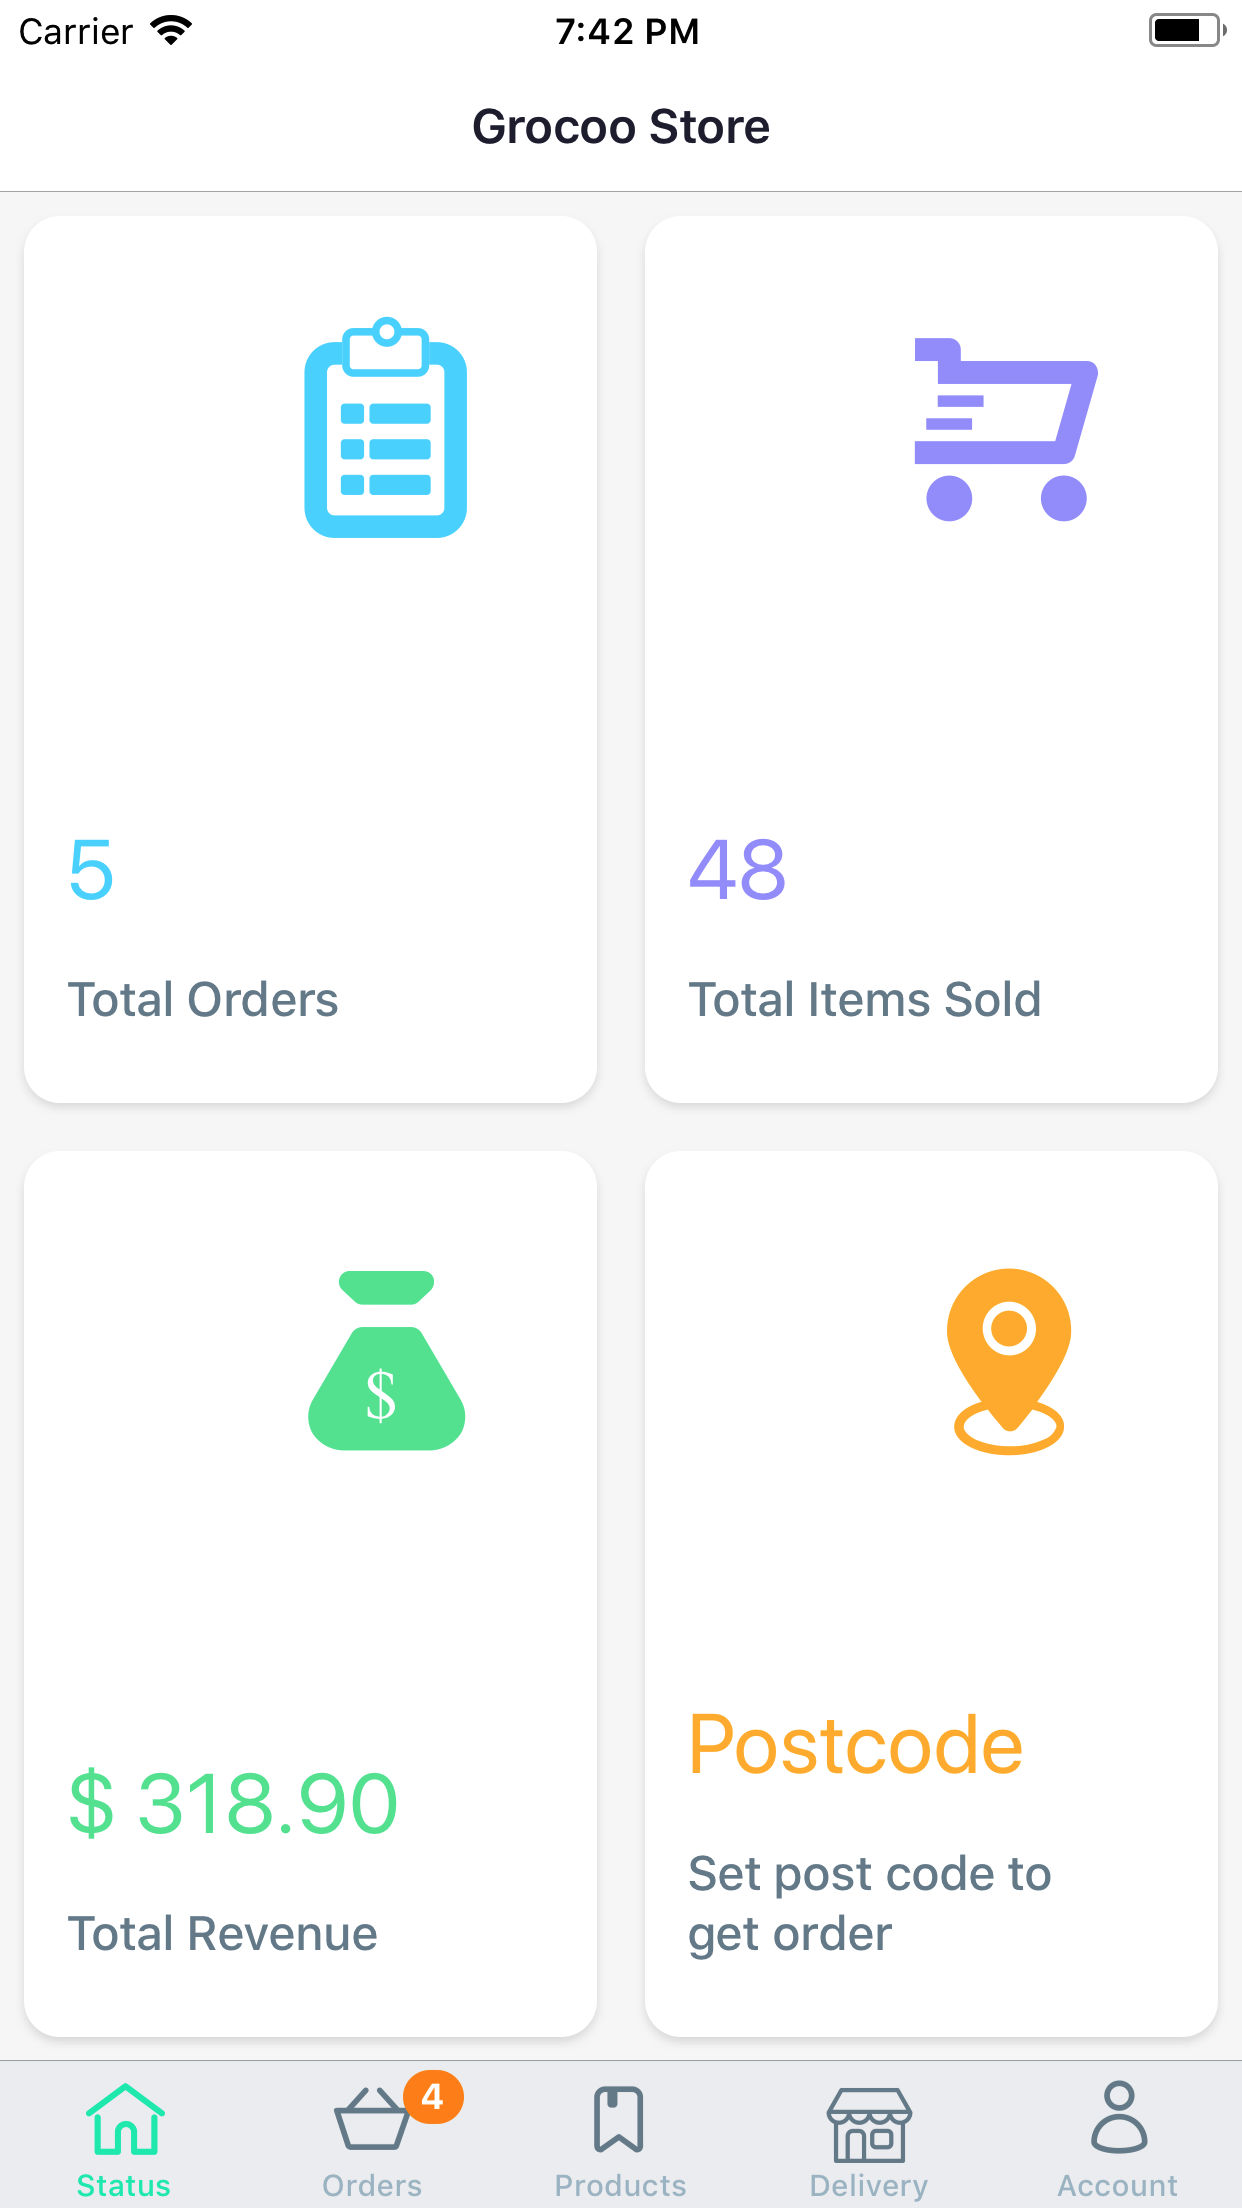 Carrier
7:42 PM
Grocoo Store
5
Total Orders
48
Total Items Sold
$
$ 318.90
Total Revenue
Postcode
Set post code to
get order
Status
Orders
4
Products
Delivery
Account